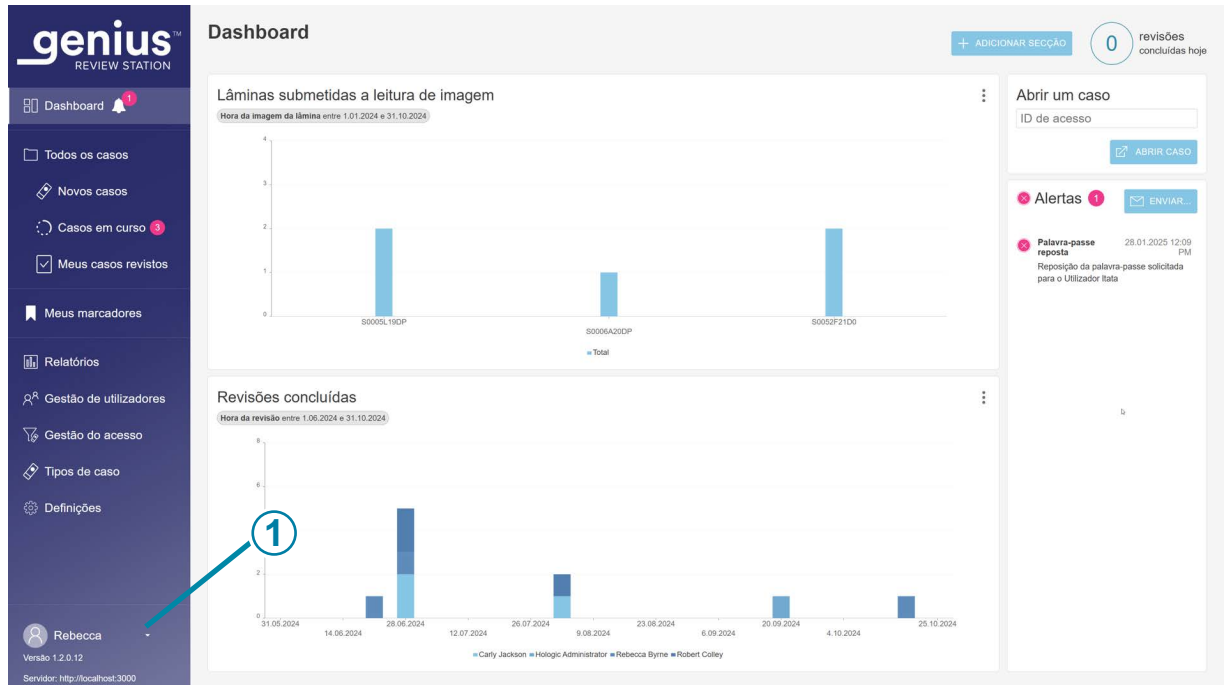 genius™
REVIEW STATION
Dashboard 1
Todos os casos
Novos casos
Casos em curso 3
Meus casos revistos
Meus marcadores
Relatórios
Gestão de utilizadores
Gestão do acesso
Tipos de caso
Definições
Rebecca
Versão 1.2.0.12
Servidor: http://localhost:3000
Dashboard
+ ADICIONAR SECÇÃO
0
revisões
concluídas hoje
Lâminas submetidas a leitura de imagem
Hora da imagem da lâmina entre 1.01.2024 e 31.10.2024
4
3
2
1
0
S0005L19DP
S0006A20DP
S0052F21D0
Total
Revisões concluídas
Hora da revisão entre 1.06.2024 e 31.10.2024
8
6
2
0
1
31.05.2024
14.06.2024
28.06.2024
12.07.2024
26.07.2024
9.08.2024
23.08.2024
6.09.2024
20.09.2024
4.10.2024
25.10.2024
Carly Jackson Hologic Administrator Rebecca Byrne Robert Colley
Abrir um caso
ID de acesso
ABRIR CASO
Alertas 1
ENVIAR...
Palavra-passe
reposta
28.01.2025 12:09
PM
Reposição da palavra-passe solicitada
para o Utilizador Itata